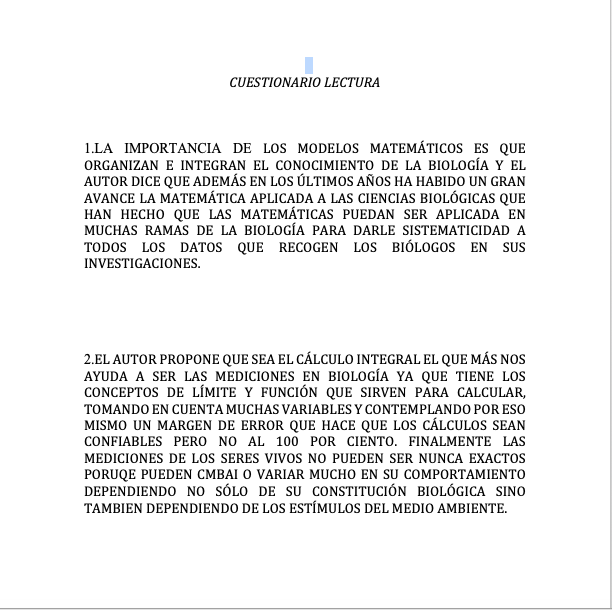 CUESTIONARIO LECTURA
1.LA IMPORTANCIA DE LOS MODELOS MATEMÁTICOS ES QUE
ORGANIZAN E INTEGRAN EL CONOCIMIENTO DE LA BIOLOGÍA Y EL
AUTOR DICE QUE ADEMÁS EN LOS ÚLTIMOS AÑOS HA HABIDO UN GRAN
AVANCE LA MATEMÁTICA APLICADA A LAS CIENCIAS BIOLÓGICAS QUE
HAN HECHO QUE LAS MATEMÁTICAS PUEDAN SER APLICADA EN
MUCHAS RAMAS DE LA BIOLOGÍA PARA DARLE SISTEMATICIDAD A
TODOS LOS DATOS QUE RECOGEN LOS BIÓLOGOS EN SUS
INVESTIGACIONES.
2.EL AUTOR PROPONE QUE SEA EL CÁLCULO INTEGRAL EL QUE MÁS NOS
AYUDA A SER LAS MEDICIONES EN BIOLOGÍA YA QUE TIENE LOS
CONCEPTOS DE LÍMITE Y FUNCIÓN QUE SIRVEN PARA CALCULAR,
TOMANDO EN CUENTA MUCHAS VARIABLES Y CONTEMPLANDO POR ESO
MISMO UN MARGEN DE ERROR QUE HACE QUE LOS CÁLCULOS SEAN
CONFIABLES PERO NO AL 100 POR CIENTO. FINALMENTE LAS
MEDICIONES DE LOS SERES VIVOS NO PUEDEN SER NUNCA EXACTOS
PORUQE PUEDEN CMBAI O VARIAR MUCHO EN SU COMPORTAMIENTO
DEPENDIENDO NO SÓLO DE SU CONSTITUCIÓN BIOLÓGICA SINO
TAMBIEN DEPENDIENDO DE LOS ESTÍMULOS DEL MEDIO AMBIENTE.